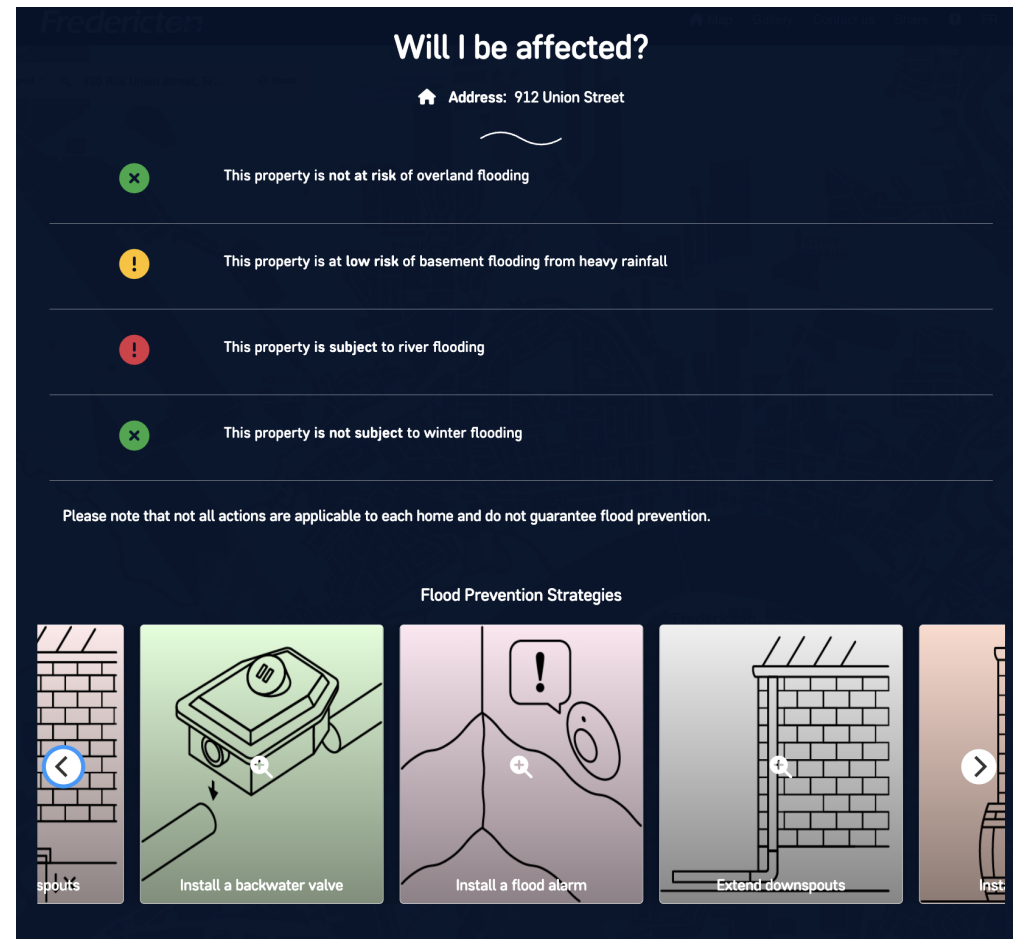 Fredericton
Will I be affected?
Address: 912 Union Street
This property is not at risk of overland flooding
This property is at low risk of basement flooding from heavy rainfall
This property is subject to river flooding
This property is not subject to winter flooding
Please note that not all actions are applicable to each home and do not guarantee flood prevention.
Flood Prevention Strategies
spouts
Install a backwater valve
Install a flood alarm
Extend downspouts
Inst